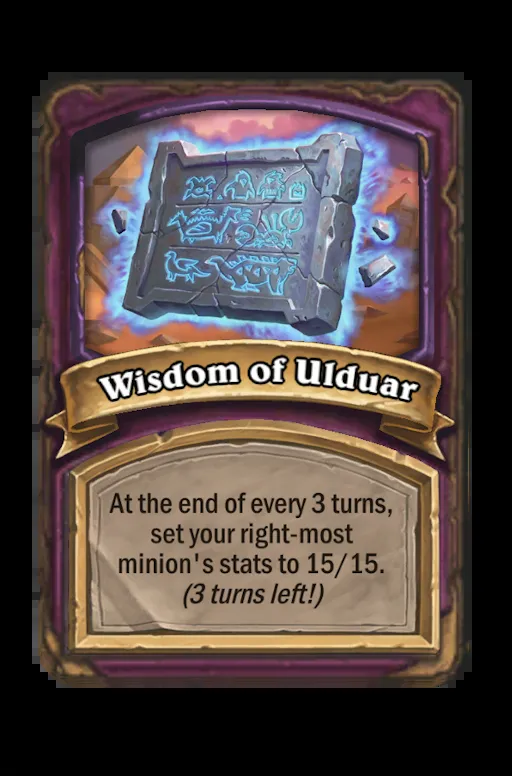 Wisdom of Ulduar
At the end of every 3 turns,
set your right-most
minion's stats to 15/15.
(3 turns left!)